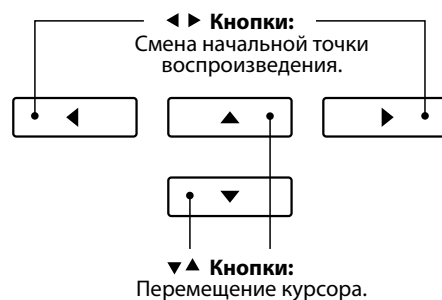 ◀ ▶ Кнопки:
Смена начальной точки
воспроизведения.
▼▲ Кнопки:
Перемещение курсора.